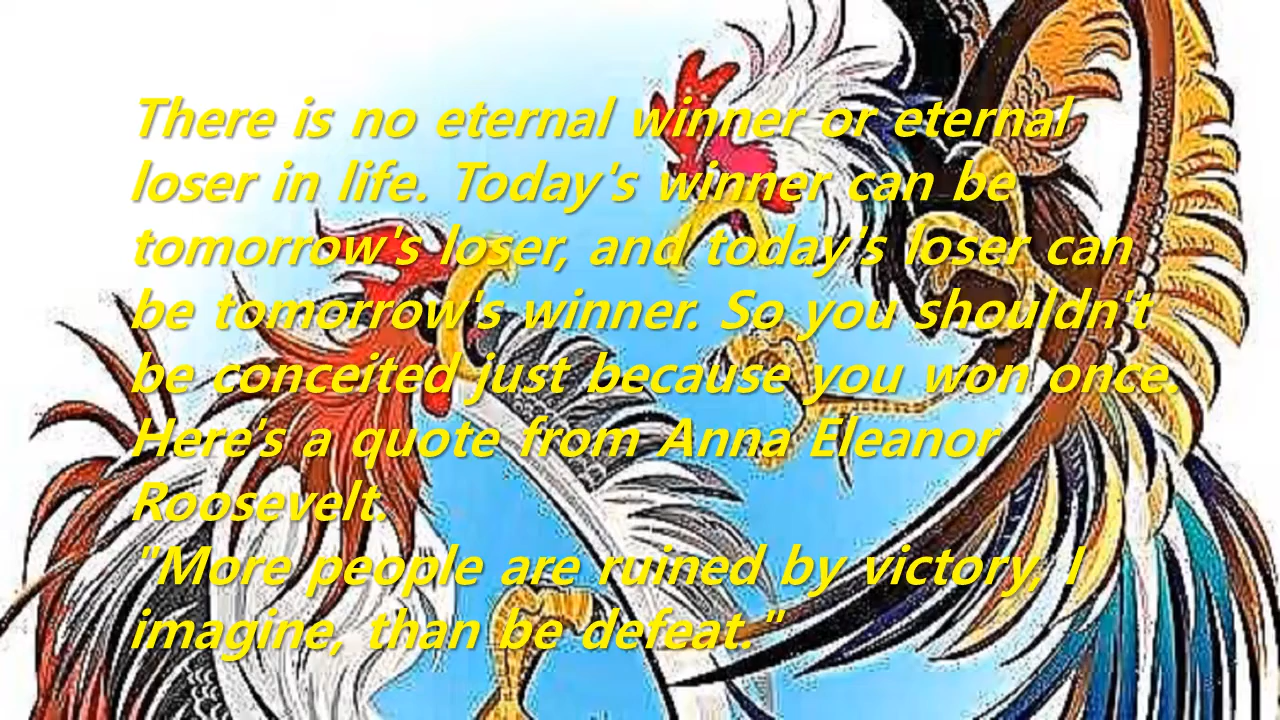 There is no eternal winner or eternal
loser in life. Today's winner can be
tomorrow's loser, and today's loser can
be tomorrow's winner. So you shouldn't
be conceited just because you won once.
Here's a quote from Anna Eleanor
Roosevelt.
"More people are ruined by victory, I
imagine, than be defeat."